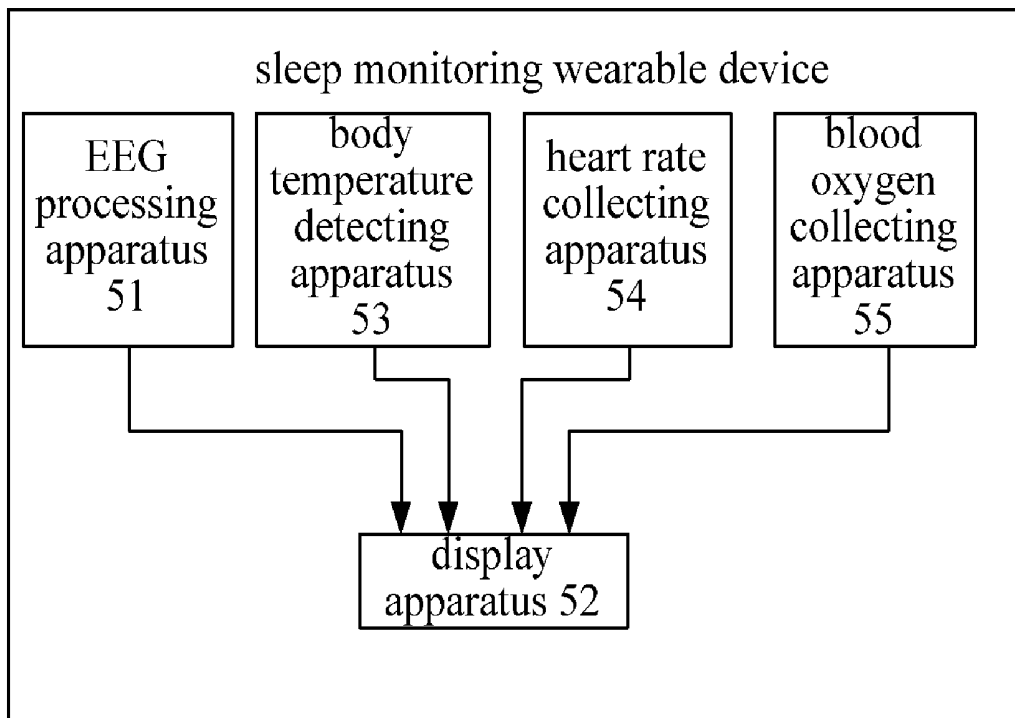 sleep monitoring wearable device
EEG
processing
apparatus
51
body
temperature
detecting
apparatus
53
heart rate
collecting
apparatus
54
blood
oxygen
collecting
apparatus
55
display
apparatus 52